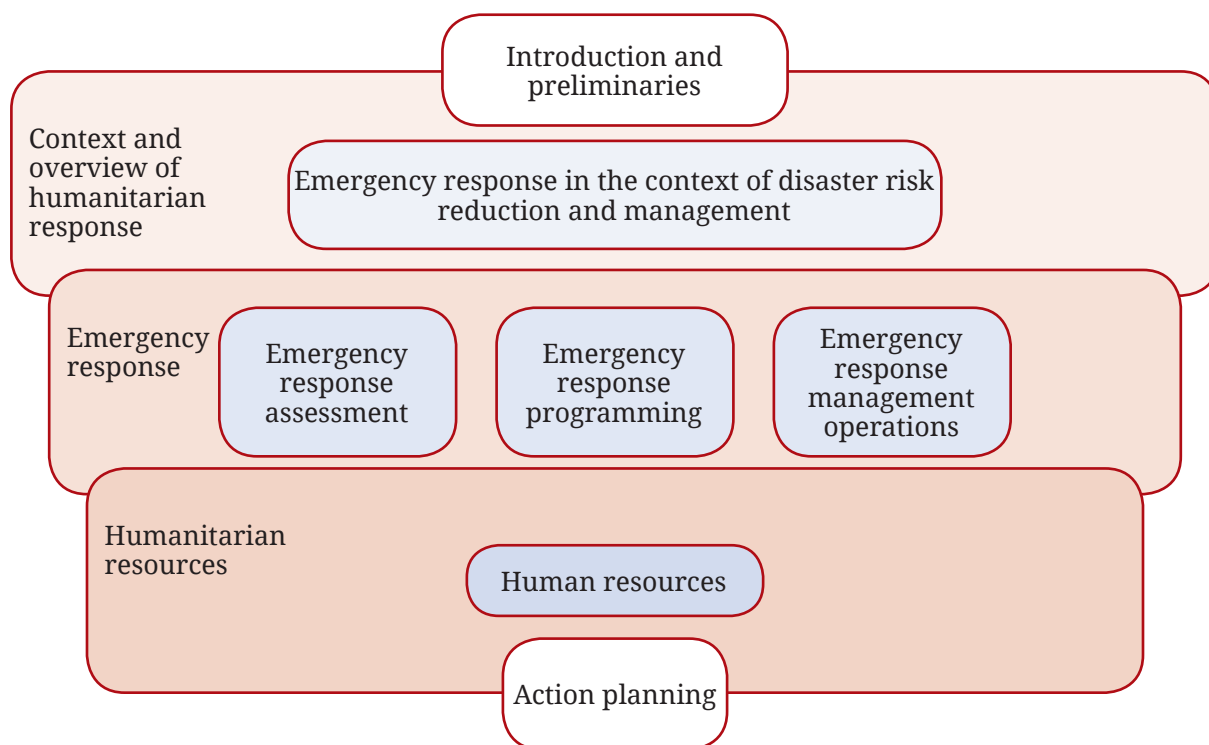 Introduction and
preliminaries
Context and
overview of
humanitarian
response
Emergency response in the context of disaster risk
reduction and management
Emergency
response
Emergency
response
assessment
Emergency
response
programming
Emergency
response
management
operations
Humanitarian
resources
Human resources
Action planning